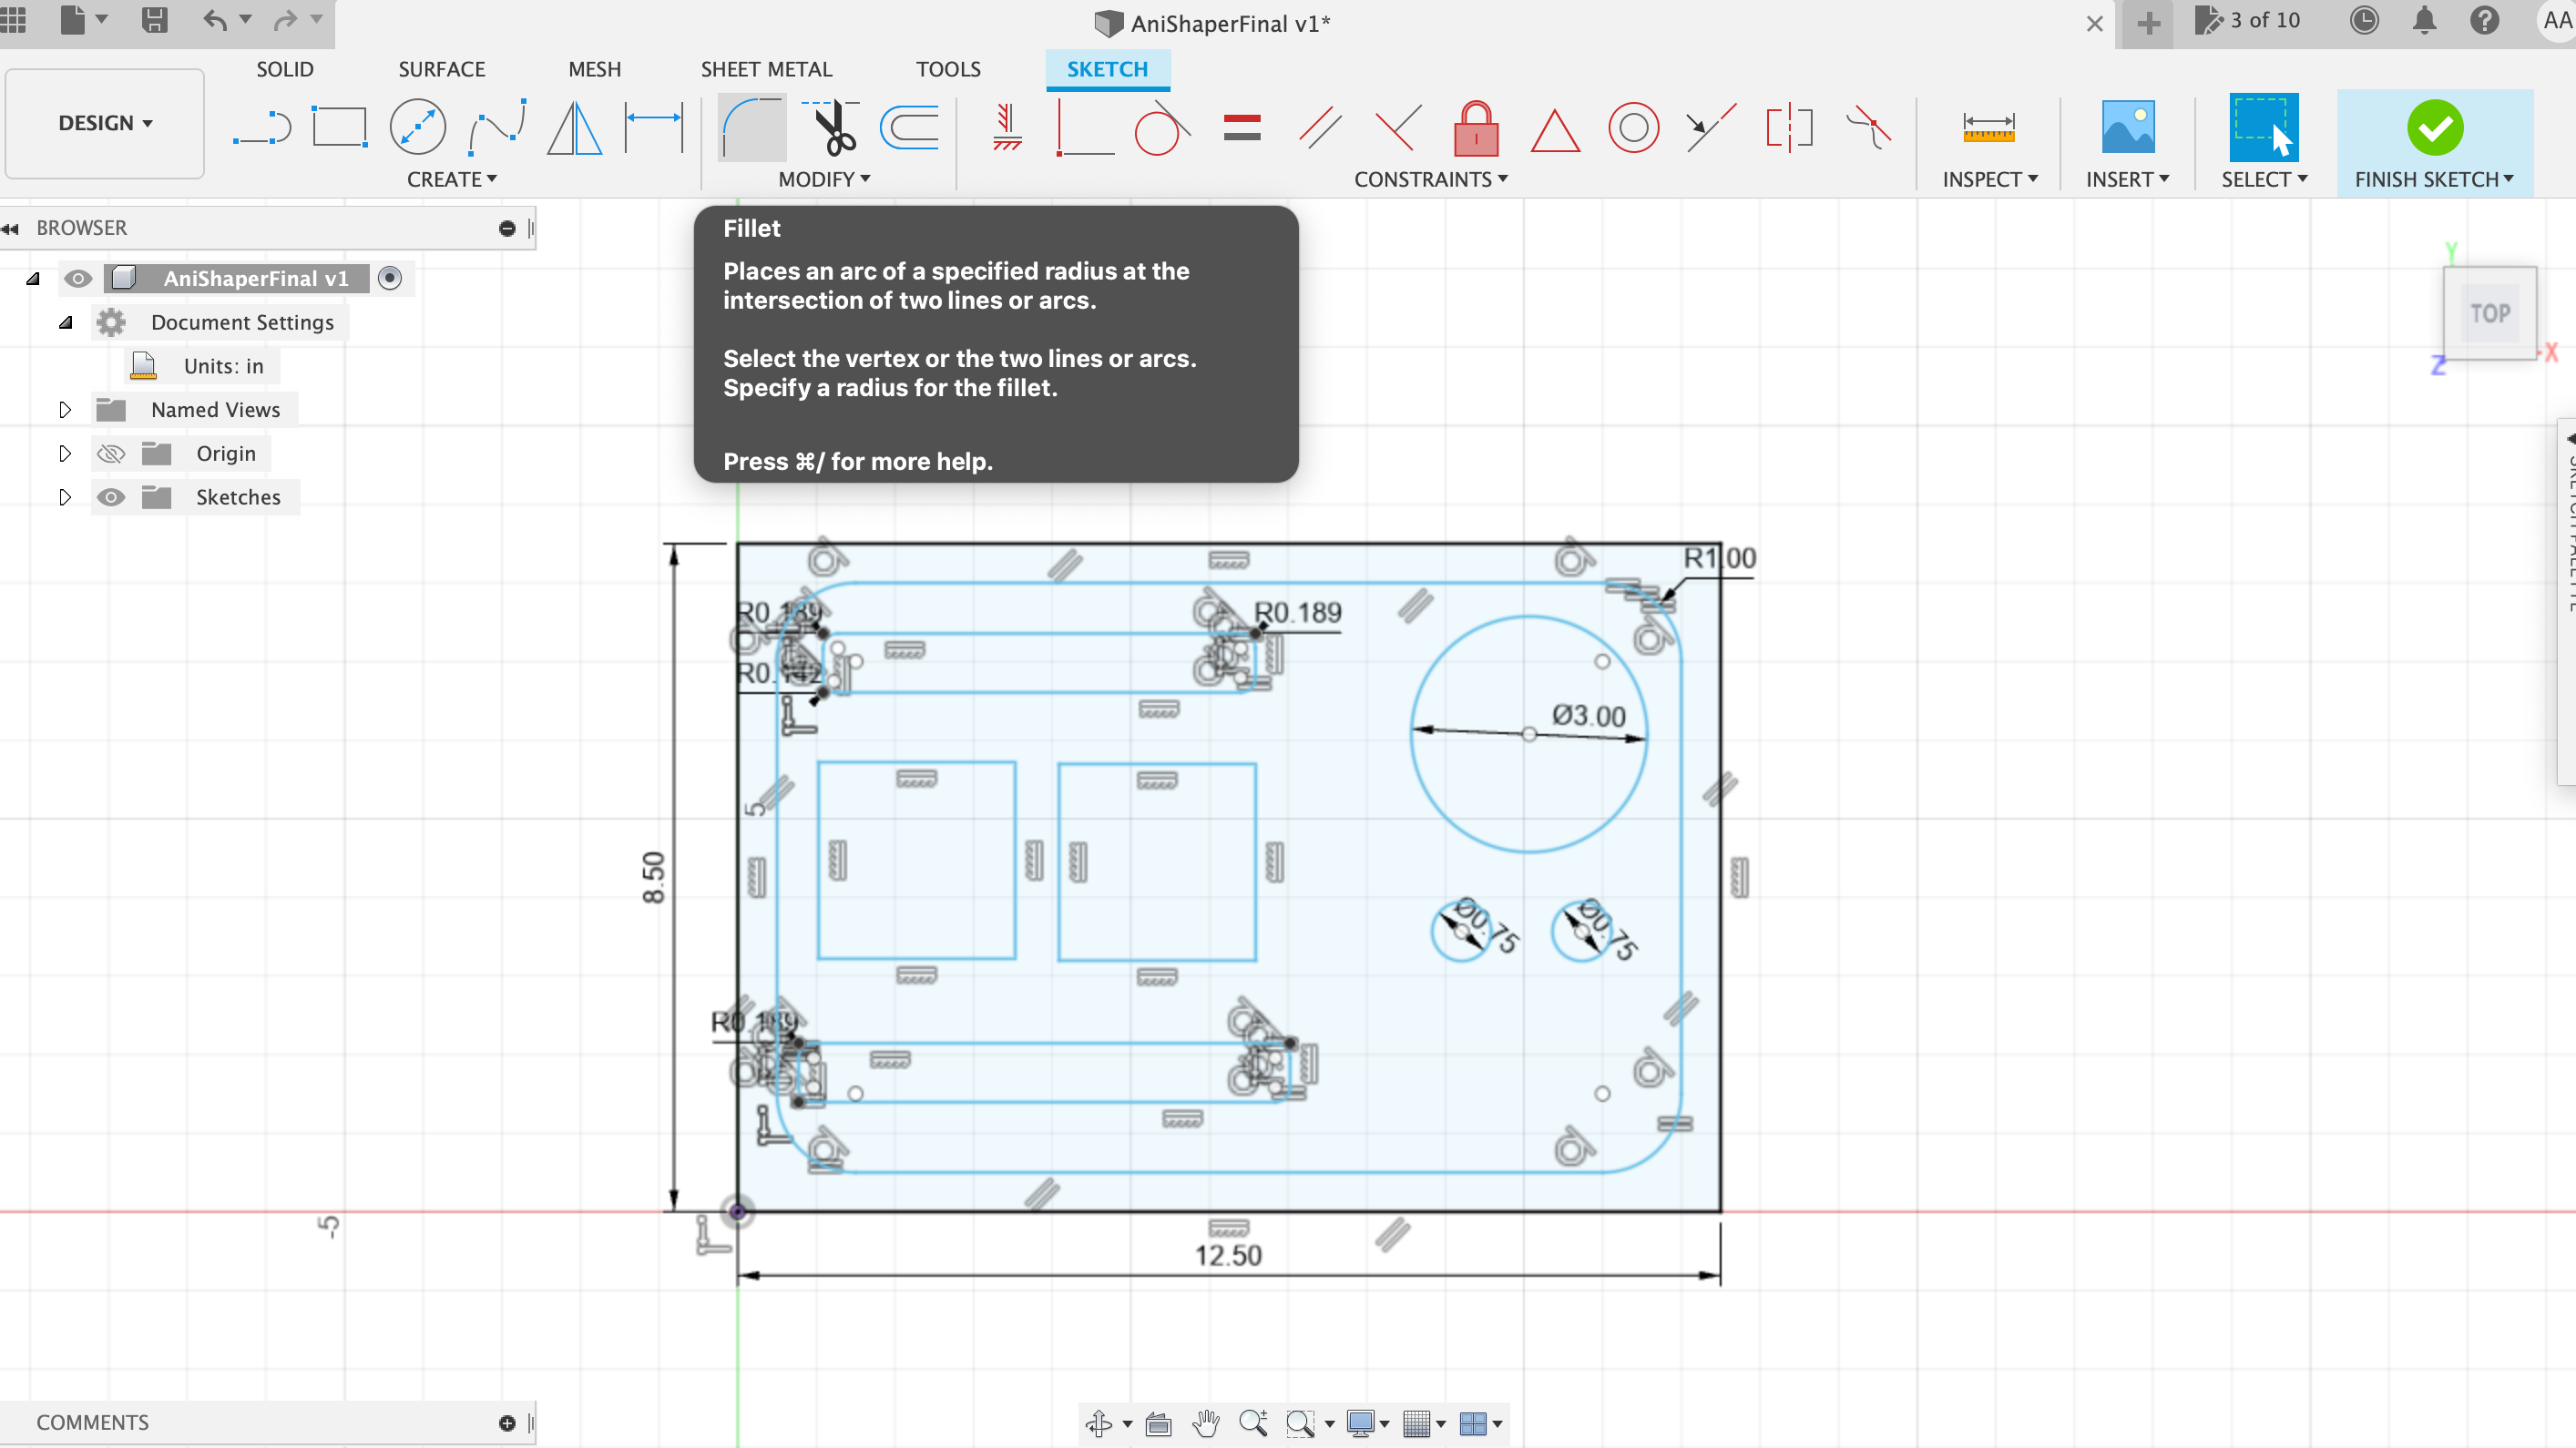 AniShaperFinal v1*
3 of 10
AA
SOLID
SURFACE
MESH
SHEET METAL
TOOLS
SKETCH
DESIGN
CREATE
MODIFY
CONSTRAINTS
INSPECT
INSERT
SELECT
FINISH SKETCH
BROWSER
AniShaperFinal v1
Document Settings
Units: in
Named Views
Origin
Sketches
Fillet
Places an arc of a specified radius at the
intersection of two lines or arcs.
Select the vertex or the two lines or arcs.
Specify a radius for the fillet.
Press ⌘/ for more help.
Y
TOP
X
Z
R1.00
R0.189
R0.189
R0.142
Ø3.00
5
8.50
Ø0.75
Ø0.75
R0.189
-5
12.50
COMMENTS